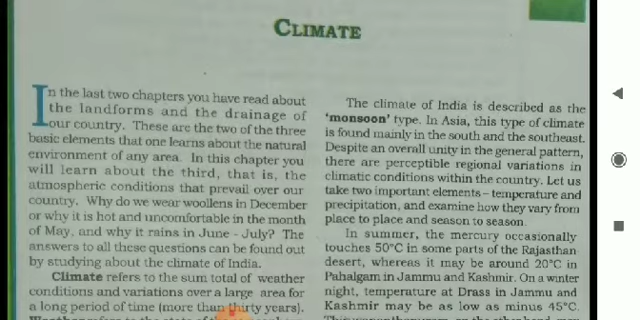 CLIMATE
In the last two chapters you have read about
the landforms and the drainage of
our country. These are the two of the three
basic elements that one learns about the natural
environment of any area. In this chapter you
will learn about the third, that is, the
atmospheric conditions that prevail over our
country. Why do we wear woollens in December
or why it is hot and uncomfortable in the month
of May, and why it rains in June - July? The
answers to all these questions can be found out
by studying about the climate of India.
Climate refers to the sum total of weather
conditions and variations over a large area for
a long period of time (more than thirty years).
The climate of India is described as the
‘monsoon’ type. In Asia, this type of climate
is found mainly in the south and the southeast.
Despite an overall unity in the general pattern,
there are perceptible regional variations in
climatic conditions within the country. Let us
take two important elements – temperature and
precipitation, and examine how they vary from
place to place and season to season.
In summer, the mercury occasionally
touches 50°C in some parts of the Rajasthan
desert, whereas it may be around 20°C in
Pahalgam in Jammu and Kashmir. On a winter
night, temperature at Drass in Jammu and
Kashmir may be as low as minus 45°C.